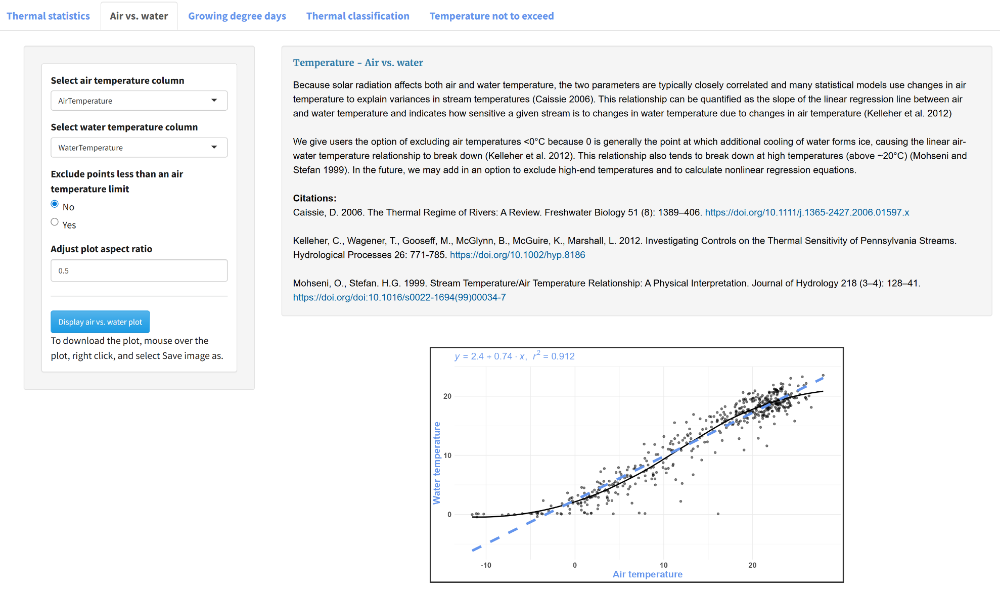 Thermal statistics
Air vs. water
Growing degree days
Thermal classification
Temperature not to exceed
Select air temperature column
AirTemperature
Select water temperature column
WaterTemperature
Exclude points less than an air
temperature limit
No
Yes
Adjust plot aspect ratio
0.5
Display air vs. water plot
To download the plot, mouse over the
plot, right click, and select Save image as.
Temperature - Air vs. water
Because solar radiation affects both air and water temperature, the two parameters are typically closely correlated and many statistical models use changes in air
temperature to explain variances in stream temperatures (Caissie 2006). This relationship can be quantified as the slope of the linear regression line between air
and water temperature and indicates how sensitive a given stream is to changes in water temperature due to changes in air temperature (Kelleher et al. 2012)
We give users the option of excluding air temperatures <0°C because 0 is generally the point at which additional cooling of water forms ice, causing the linear air-
water temperature relationship to break down (Kelleher et al. 2012). This relationship also tends to break down at high temperatures (above ~20°C) (Mohseni and
Stefan 1999). In the future, we may add in an option to exclude high-end temperatures and to calculate nonlinear regression equations.
Citations:
Caissie, D. 2006. The Thermal Regime of Rivers: A Review. Freshwater Biology 51 (8): 1389–406. https://doi.org/10.1111/j.1365-2427.2006.01597.x
Kelleher, C., Wagener, T., Gooseff, M., McGlynn, B., McGuire, K., Marshall, L. 2012. Investigating Controls on the Thermal Sensitivity of Pennsylvania Streams.
Hydrological Processes 26: 771-785. https://doi.org/10.1002/hyp.8186
Mohseni, O., Stefan. H.G. 1999. Stream Temperature/Air Temperature Relationship: A Physical Interpretation. Journal of Hydrology 218 (3–4): 128–41.
https://doi.org/doi:10.1016/s0022-1694(99)00034-7
y = 2.4 + 0.74 · x, r² = 0.912
20
10
0
Water temperature
-10
0
10
20
Air temperature